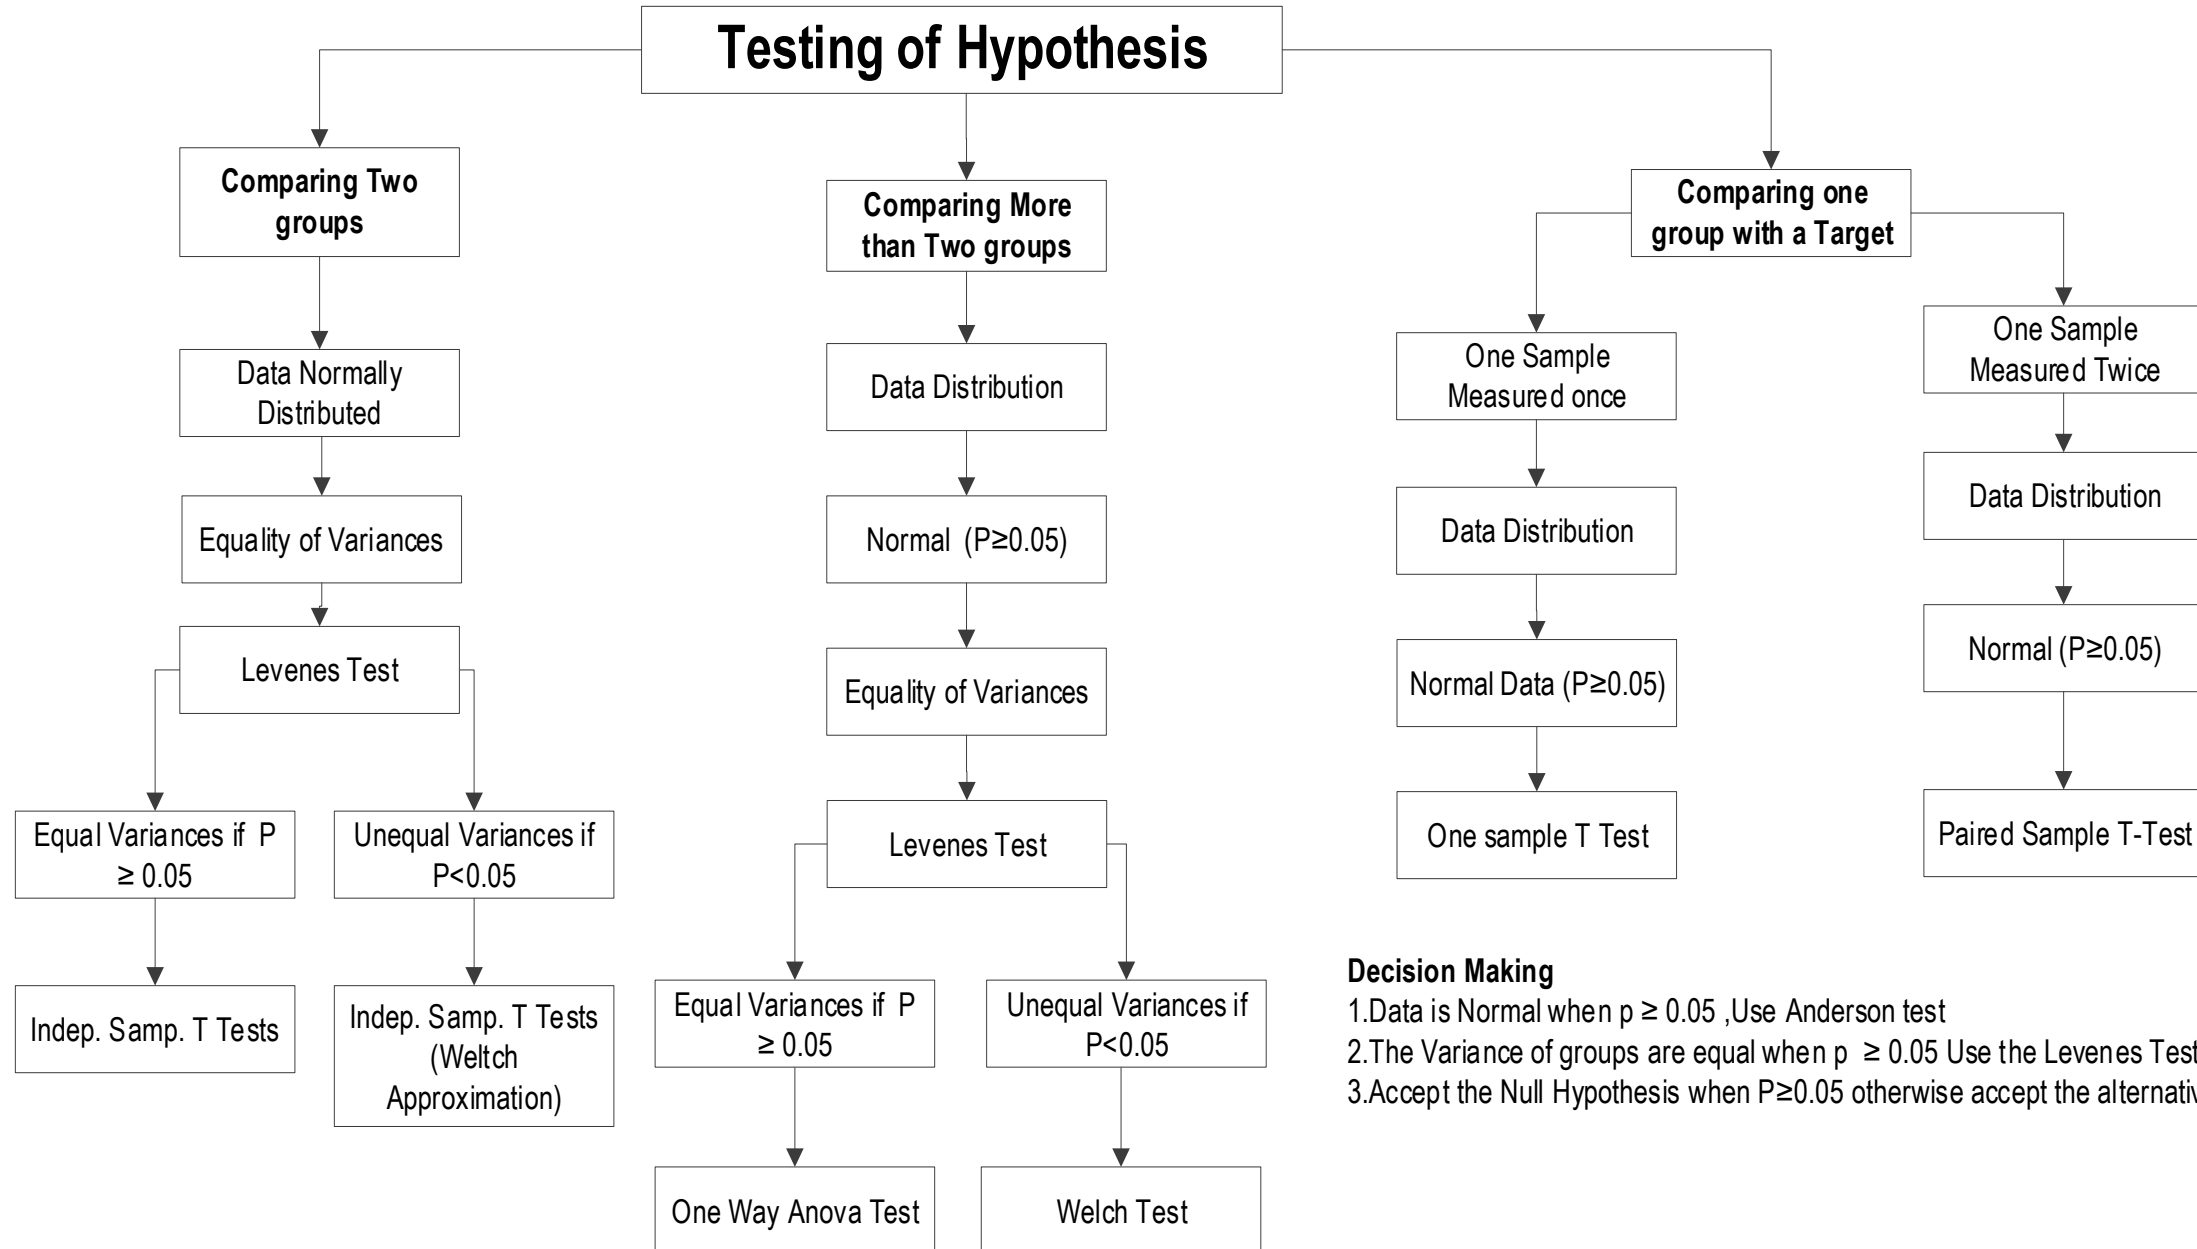 Testing of Hypothesis
Comparing Two
groups
Data Normally
Distributed
Equality of Variances
Levenes Test
Equal Variances if P
≥ 0.05
Unequal Variances if
P<0.05
Indep. Samp. T Tests
Indep. Samp. T Tests
(Weltch
Approximation)
Comparing More
than Two groups
Data Distribution
Normal (P≥0.05)
Equality of Variances
Levenes Test
Equal Variances if P
≥ 0.05
Unequal Variances if
P<0.05
One Way Anova Test
Welch Test
Comparing one
group with a Target
One Sample
Measured once
Data Distribution
Normal Data (P≥0.05)
One sample T Test
One Sample
Measured Twice
Data Distribution
Normal (P≥0.05)
Paired Sample T-Test
Decision Making
1.Data is Normal when p ≥ 0.05 ,Use Anderson test
2.The Variance of groups are equal when p ≥ 0.05 Use the Levenes Test
3.Accept the Null Hypothesis when P≥0.05 otherwise accept the